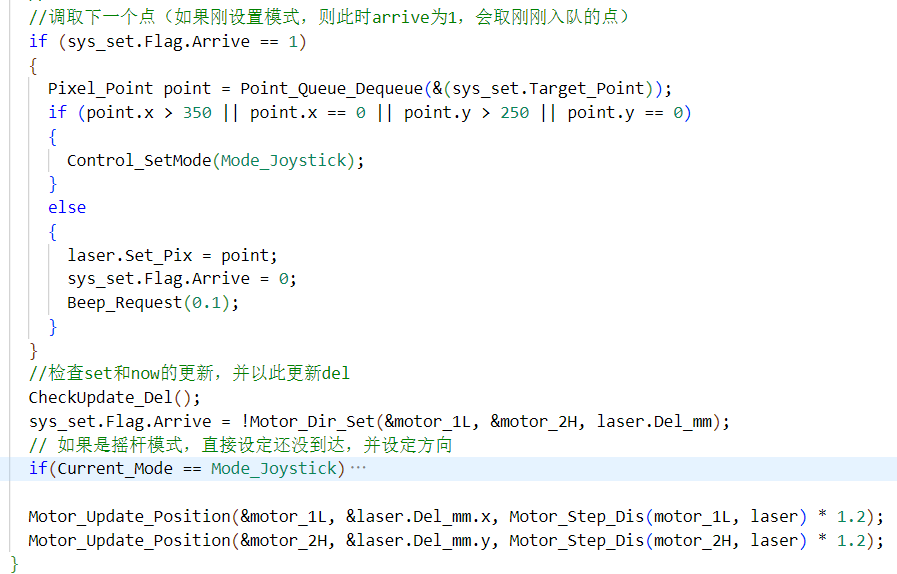 //调取下一个点（如果刚设置模式，则此时arrive为1，会取刚刚入队的点）
if (sys_set.Flag.Arrive == 1)
{
Pixel_Point point = Point_Queue_Dequeue(&(sys_set.Target_Point));
if (point.x > 350 || point.x == 0 || point.y > 250 || point.y == 0)
{
Control_SetMode(Mode_Joystick);
}
else
{
laser.Set_Pix = point;
sys_set.Flag.Arrive = 0;
Beep_Request(0.1);
}
}
//检查set和now的更新，并以此更新del
CheckUpdate_Del();
sys_set.Flag.Arrive = !Motor_Dir_Set(&motor_1L, &motor_2H, laser.Del_mm);
// 如果是摇杆模式，直接设定还没到达，并设定方向
if(Current_Mode == Mode_Joystick)⋯
Motor_Update_Position(&motor_1L, &laser.Del_mm.x, Motor_Step_Dis(motor_1L, laser) * 1.2);
Motor_Update_Position(&motor_2H, &laser.Del_mm.y, Motor_Step_Dis(motor_2H, laser) * 1.2);
}